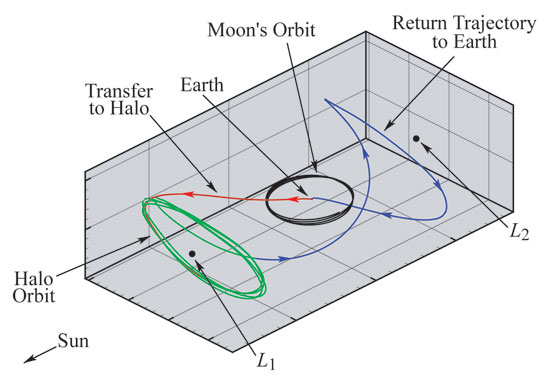 Moon's Orbit
Return Trajectory
to Earth
Transfer
to Halo
Earth
L2
Halo
Orbit
L1
Sun